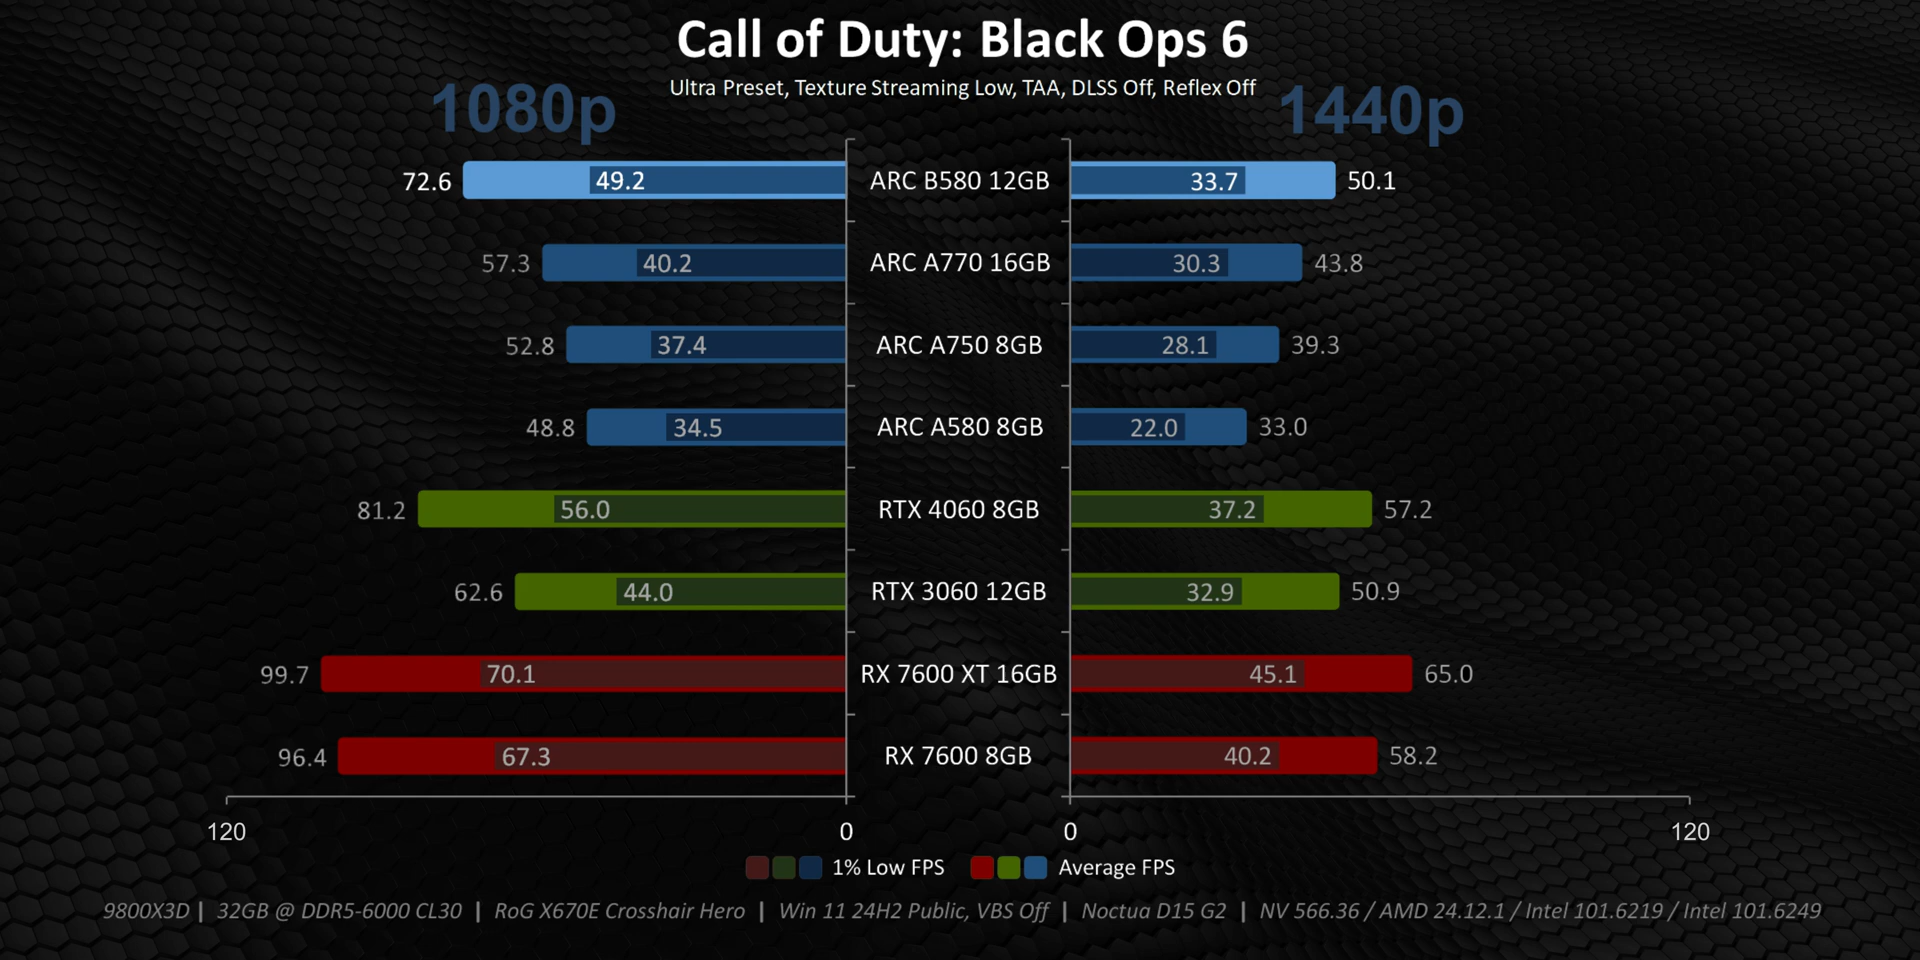 Call of Duty: Black Ops 6
Ultra Preset, Texture Streaming Low, TAA, DLSS Off, Reflex Off
1080p
1440p
72.6 49.2 ARC B580 12GB 33.7 50.1
57.3 40.2 ARC A770 16GB 30.3 43.8
52.8 37.4 ARC A750 8GB 28.1 39.3
48.8 34.5 ARC A580 8GB 22.0 33.0
81.2 56.0 RTX 4060 8GB 37.2 57.2
62.6 44.0 RTX 3060 12GB 32.9 50.9
99.7 70.1 RX 7600 XT 16GB 45.1 65.0
96.4 67.3 RX 7600 8GB 40.2 58.2
120 0 0 120
1% Low FPS Average FPS
9800X3D | 32GB @ DDR5-6000 CL30 | RoG X670E Crosshair Hero | Win 11 24H2 Public, VBS Off | Noctua D15 G2 | NV 566.36 / AMD 24.12.1 / Intel 101.6219 / Intel 101.6249